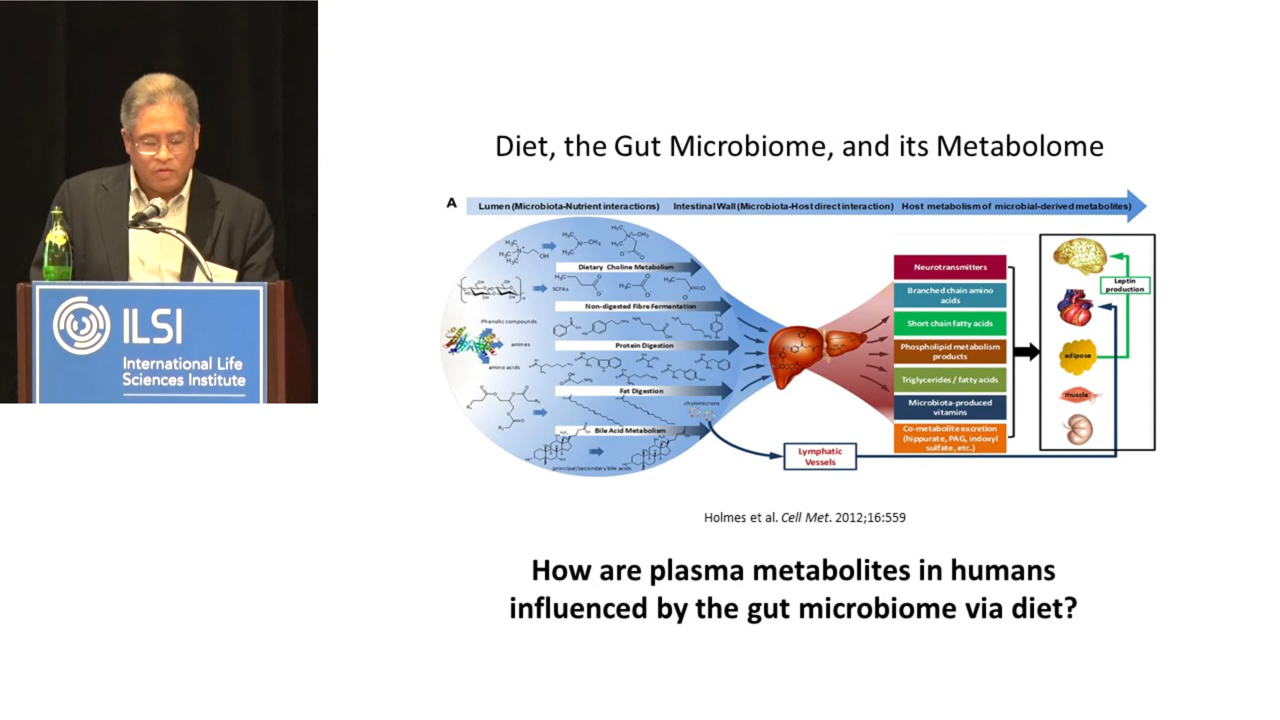 ILSI
International Life
Sciences Institute
Diet, the Gut Microbiome, and its Metabolome
A
Lumen (Microbiota-Nutrient interactions)
Intestinal Wall (Microbiota-Host direct interaction)
Host metabolism of microbial-derived metabolites)
Dietary Choline Metabolism
SCFAs
Non-digested Fibre Fermentation
Phenolic compounds
amines
amino acids
Protein Digestion
Fat Digestion
chylomicrons
Bile Acid Metabolism
principal/secondary bile acids
Lymphatic
Vessels
Neurotransmitters
Branched chain amino
acids
Short chain fatty acids
Phospholipid metabolism
products
Triglycerides / fatty acids
Microbiota-produced
vitamins
Co-metabolite excretion
(hippurate, PAG, indoxyl
sulfate, etc.)
Leptin
production
adipose
muscle
Holmes et al. Cell Met. 2012;16:559
How are plasma metabolites in humans
influenced by the gut microbiome via diet?